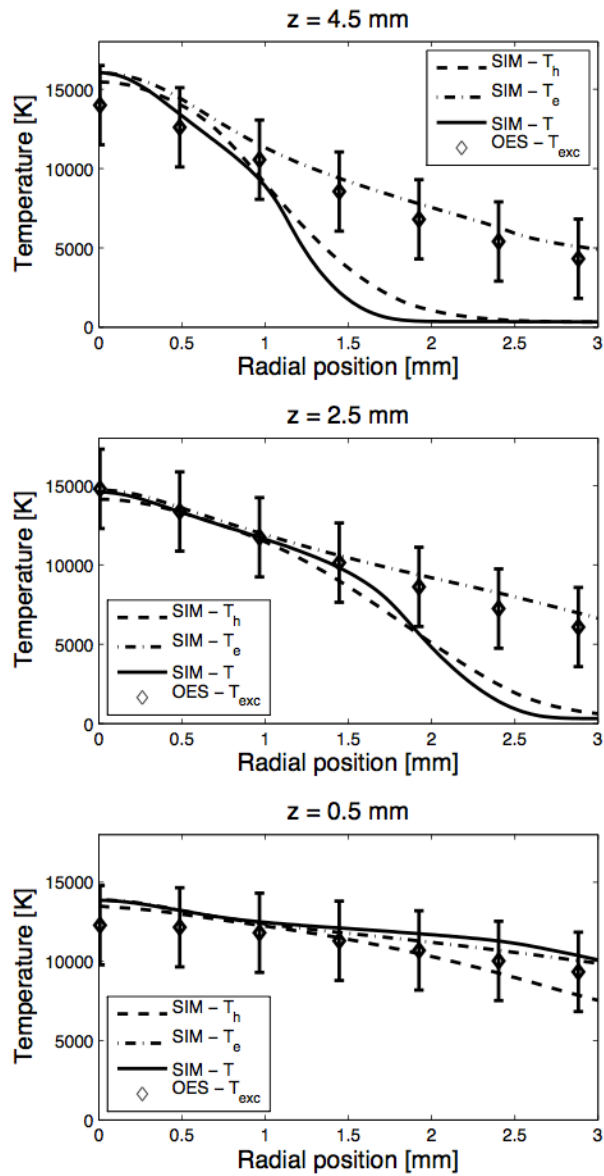 z = 4.5 mm
Temperature [K]
15000
10000
5000
0
SIM − T_h
SIM − T_e
SIM − T
OES − T_exc
0 0.5 1 1.5 2 2.5 3
Radial position [mm]
z = 2.5 mm
Temperature [K]
15000
10000
5000
0
SIM − T_h
SIM − T_e
SIM − T
OES − T_exc
0 0.5 1 1.5 2 2.5 3
Radial position [mm]
z = 0.5 mm
Temperature [K]
15000
10000
5000
0
SIM − T_h
SIM − T_e
SIM − T
OES − T_exc
0 0.5 1 1.5 2 2.5 3
Radial position [mm]